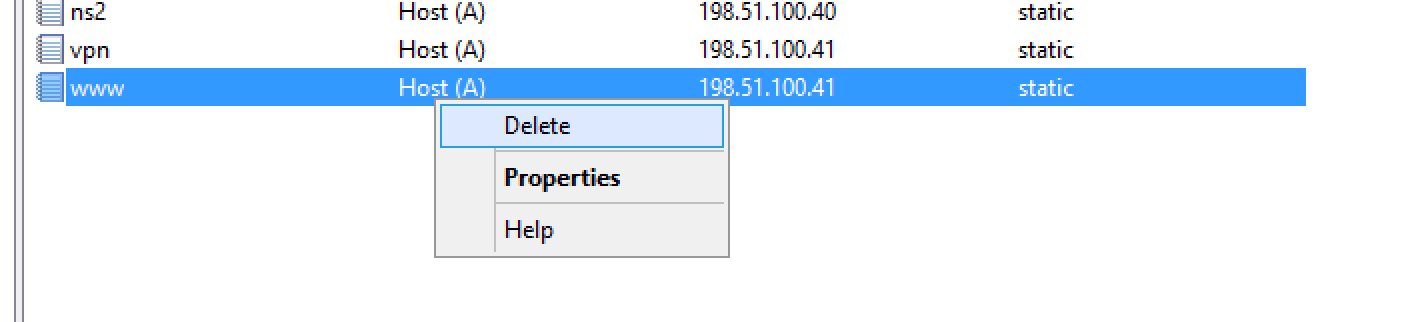 ns2 Host (A) 198.51.100.40 static
vpn Host (A) 198.51.100.41 static
www Host (A) 198.51.100.41 static
Delete
Properties
Help